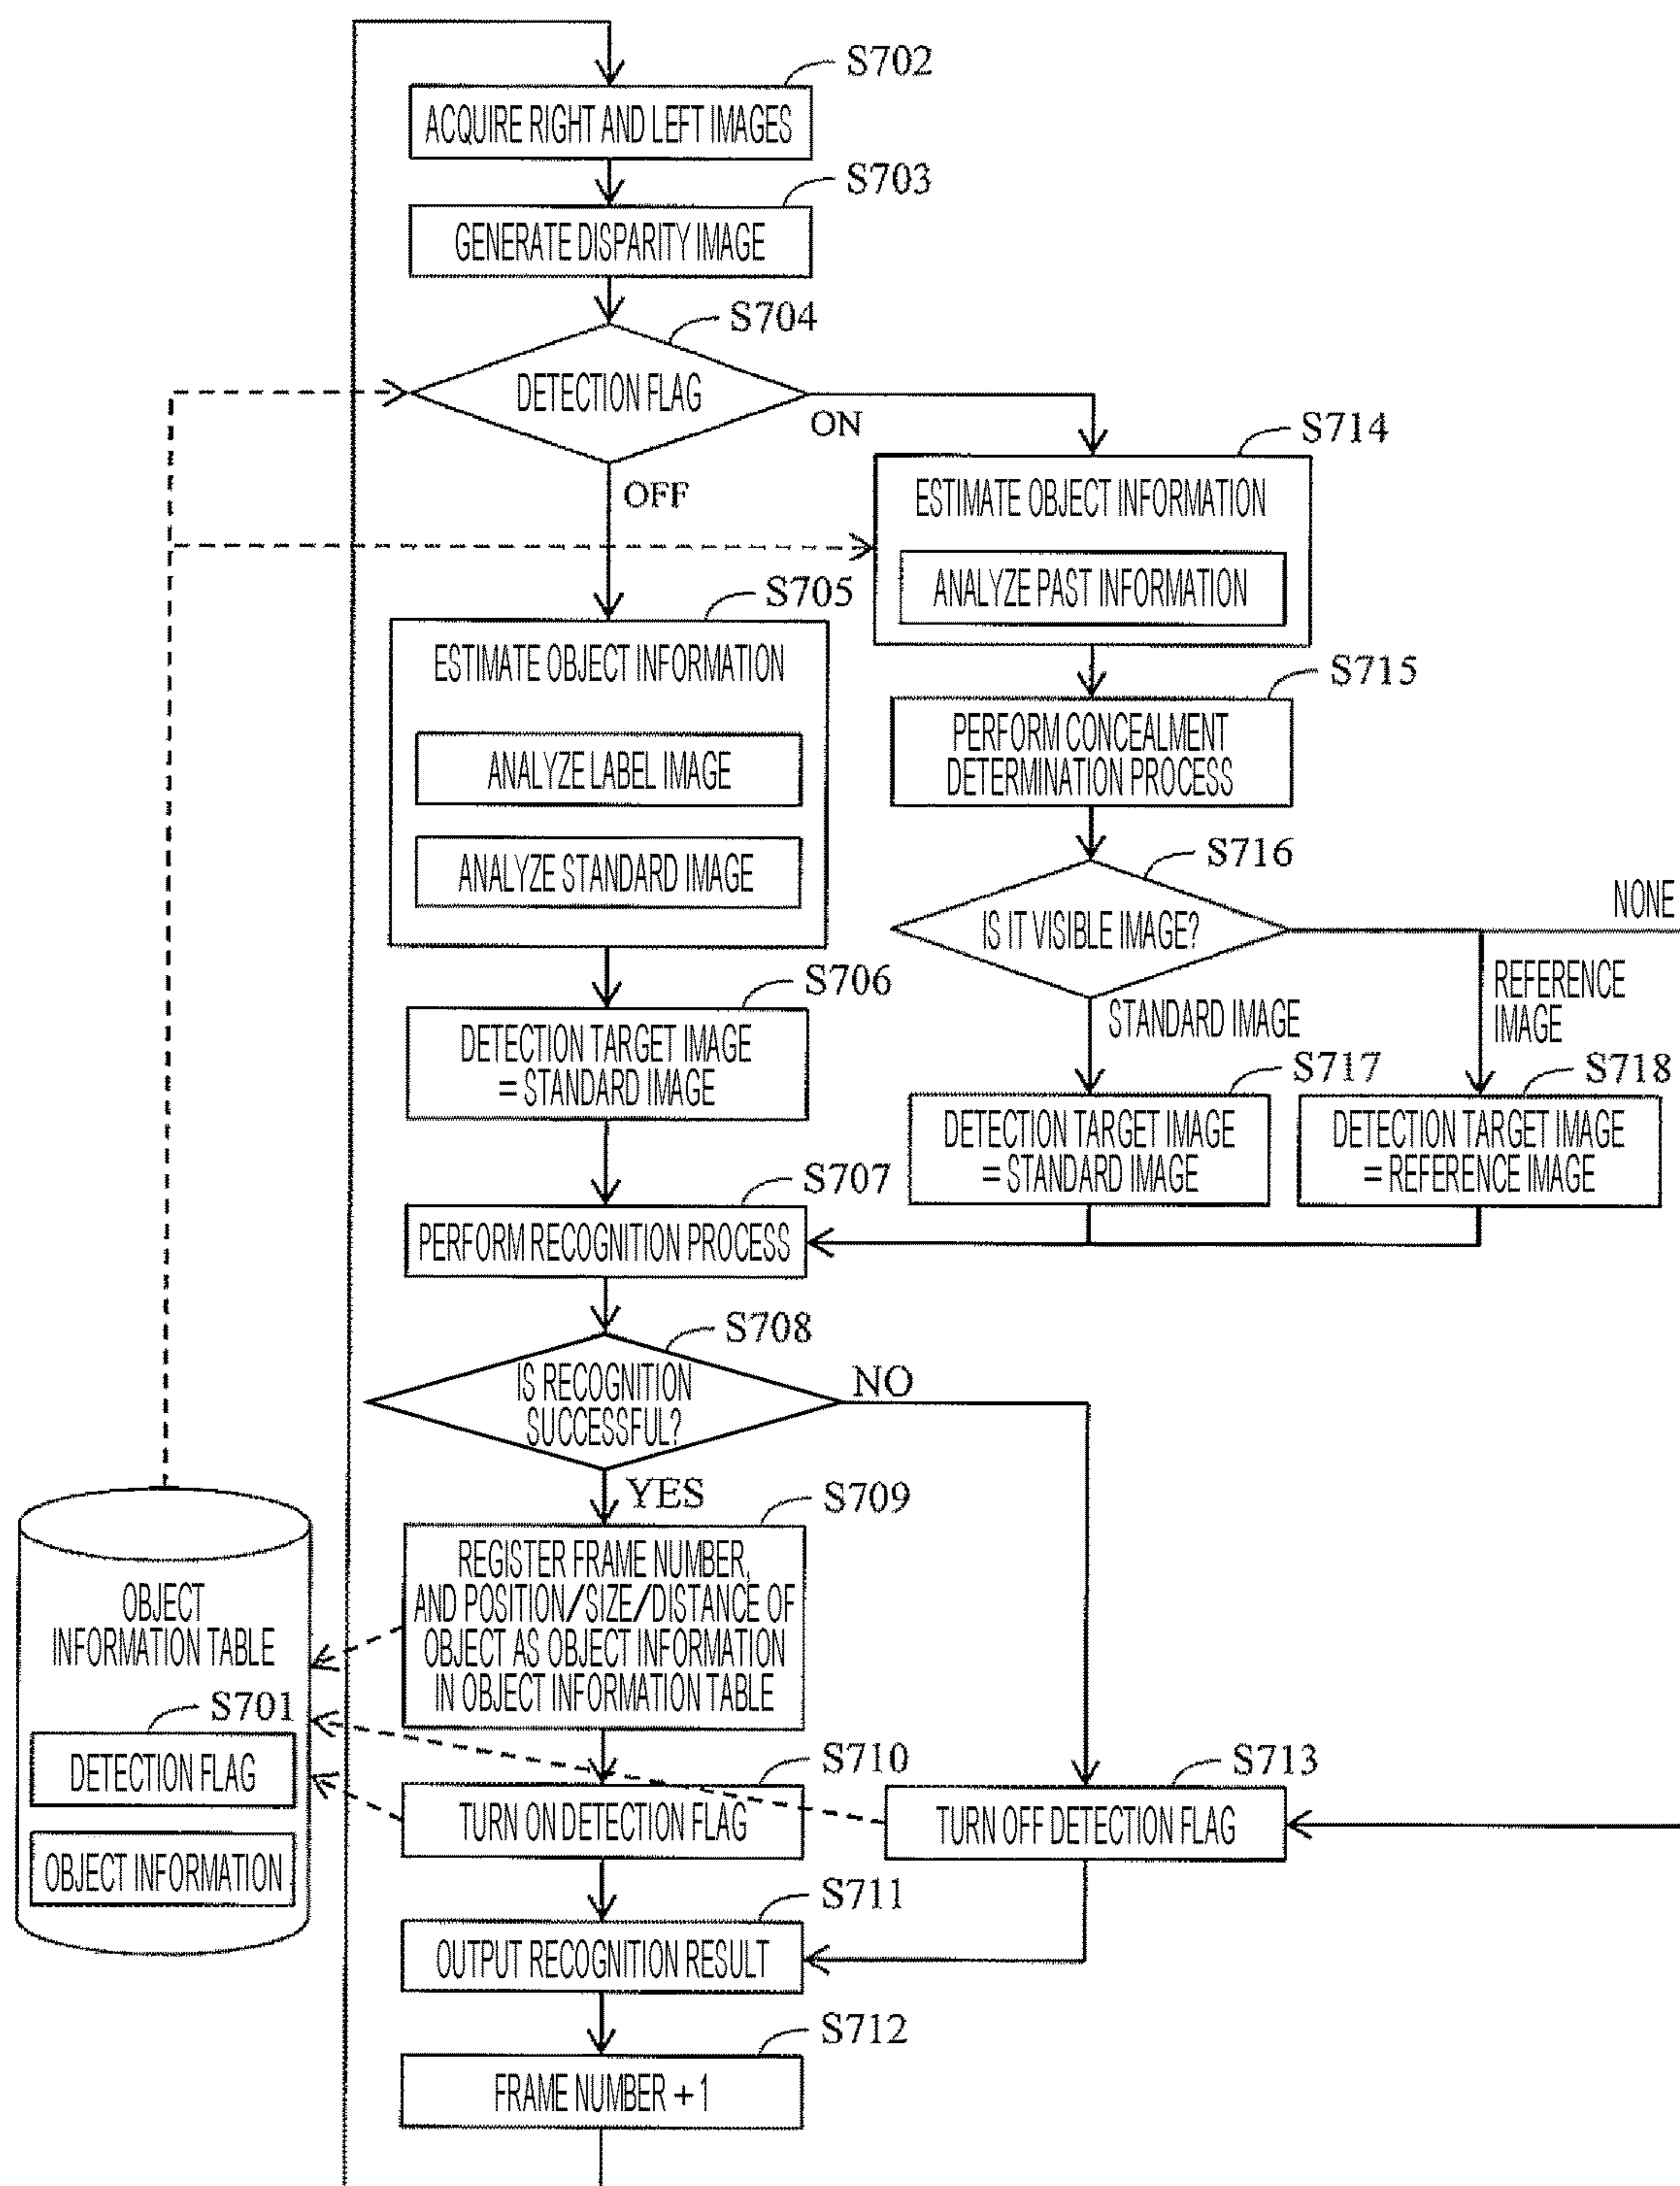 S702
ACQUIRE RIGHT AND LEFT IMAGES
S703
GENERATE DISPARITY IMAGE
S704
DETECTION FLAG
ON
OFF
S714
ESTIMATE OBJECT INFORMATION
ANALYZE PAST INFORMATION
S705
ESTIMATE OBJECT INFORMATION
ANALYZE LABEL IMAGE
ANALYZE STANDARD IMAGE
S715
PERFORM CONCEALMENT
DETERMINATION PROCESS
S716
IS IT VISIBLE IMAGE?
NONE
REFERENCE
IMAGE
STANDARD IMAGE
S706
DETECTION TARGET IMAGE
= STANDARD IMAGE
S717
DETECTION TARGET IMAGE
= STANDARD IMAGE
S718
DETECTION TARGET IMAGE
= REFERENCE IMAGE
S707
PERFORM RECOGNITION PROCESS
S708
IS RECOGNITION
SUCCESSFUL?
NO
YES
S709
REGISTER FRAME NUMBER,
AND POSITION/SIZE/DISTANCE OF
OBJECT AS OBJECT INFORMATION
IN OBJECT INFORMATION TABLE
OBJECT
INFORMATION TABLE
S701
DETECTION FLAG
OBJECT INFORMATION
S710
TURN ON DETECTION FLAG
S713
TURN OFF DETECTION FLAG
S711
OUTPUT RECOGNITION RESULT
S712
FRAME NUMBER + 1